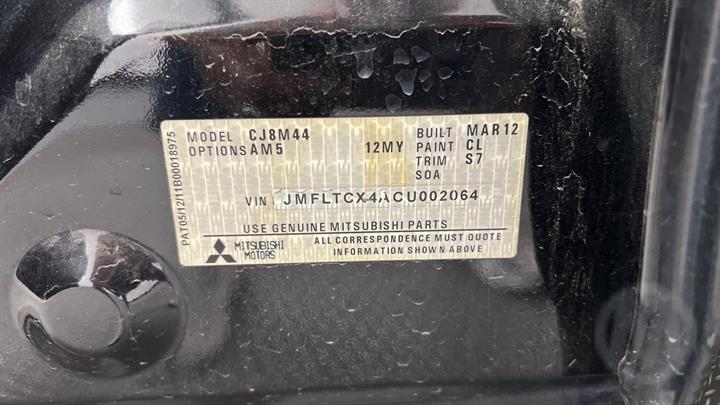 MODEL CJ8M44 BUILT MAR12
OPTIONS AM5 12MY PAINT CL
TRIM S7
SOA
VIN JMFLTCX4ACU002064
USE GENUINE MITSUBISHI PARTS
MITSUBISHI
MOTORS
ALL CORRESPONDENCE MUST QUOTE
INFORMATION SHOWN ABOVE
PAT05/12/11B00018975